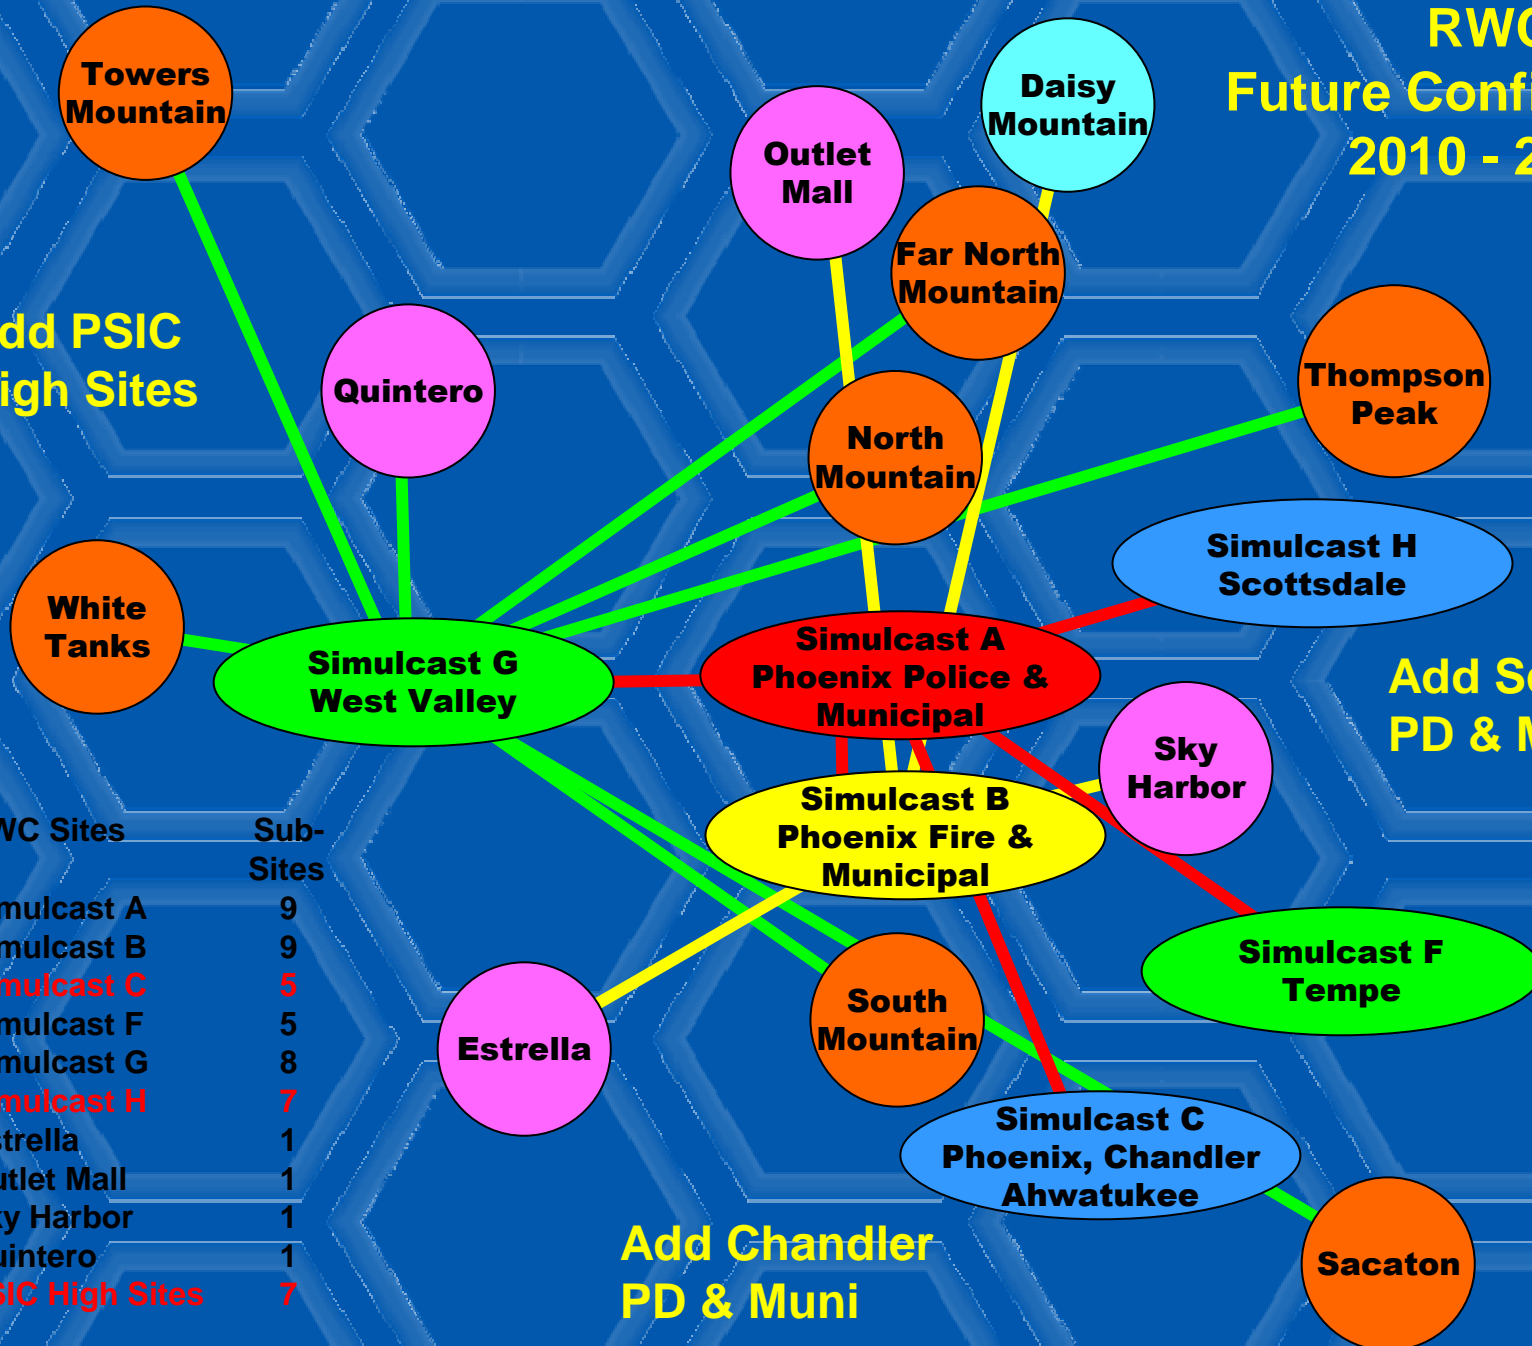 RWC
Future Confi
2010 - 2
Towers
Mountain
Daisy
Mountain
Outlet
Mall
Far North
Mountain
dd PSIC
igh Sites
Quintero
Thompson
Peak
North
Mountain
Simulcast H
Scottsdale
White
Tanks
Simulcast G
West Valley
Simulcast A
Phoenix Police &
Municipal
Add Sc
PD & M
Sky
Harbor
Simulcast B
Phoenix Fire &
Municipal
WC Sites Sub-
Sites
mulcast A 9
mulcast B 9
mulcast C 5
mulcast F 5
mulcast G 8
mulcast H 7
strella 1
utlet Mall 1
ky Harbor 1
uintero 1
SIC High Sites 7
Simulcast F
Tempe
South
Mountain
Estrella
Simulcast C
Phoenix, Chandler
Ahwatukee
Add Chandler
PD & Muni
Sacaton